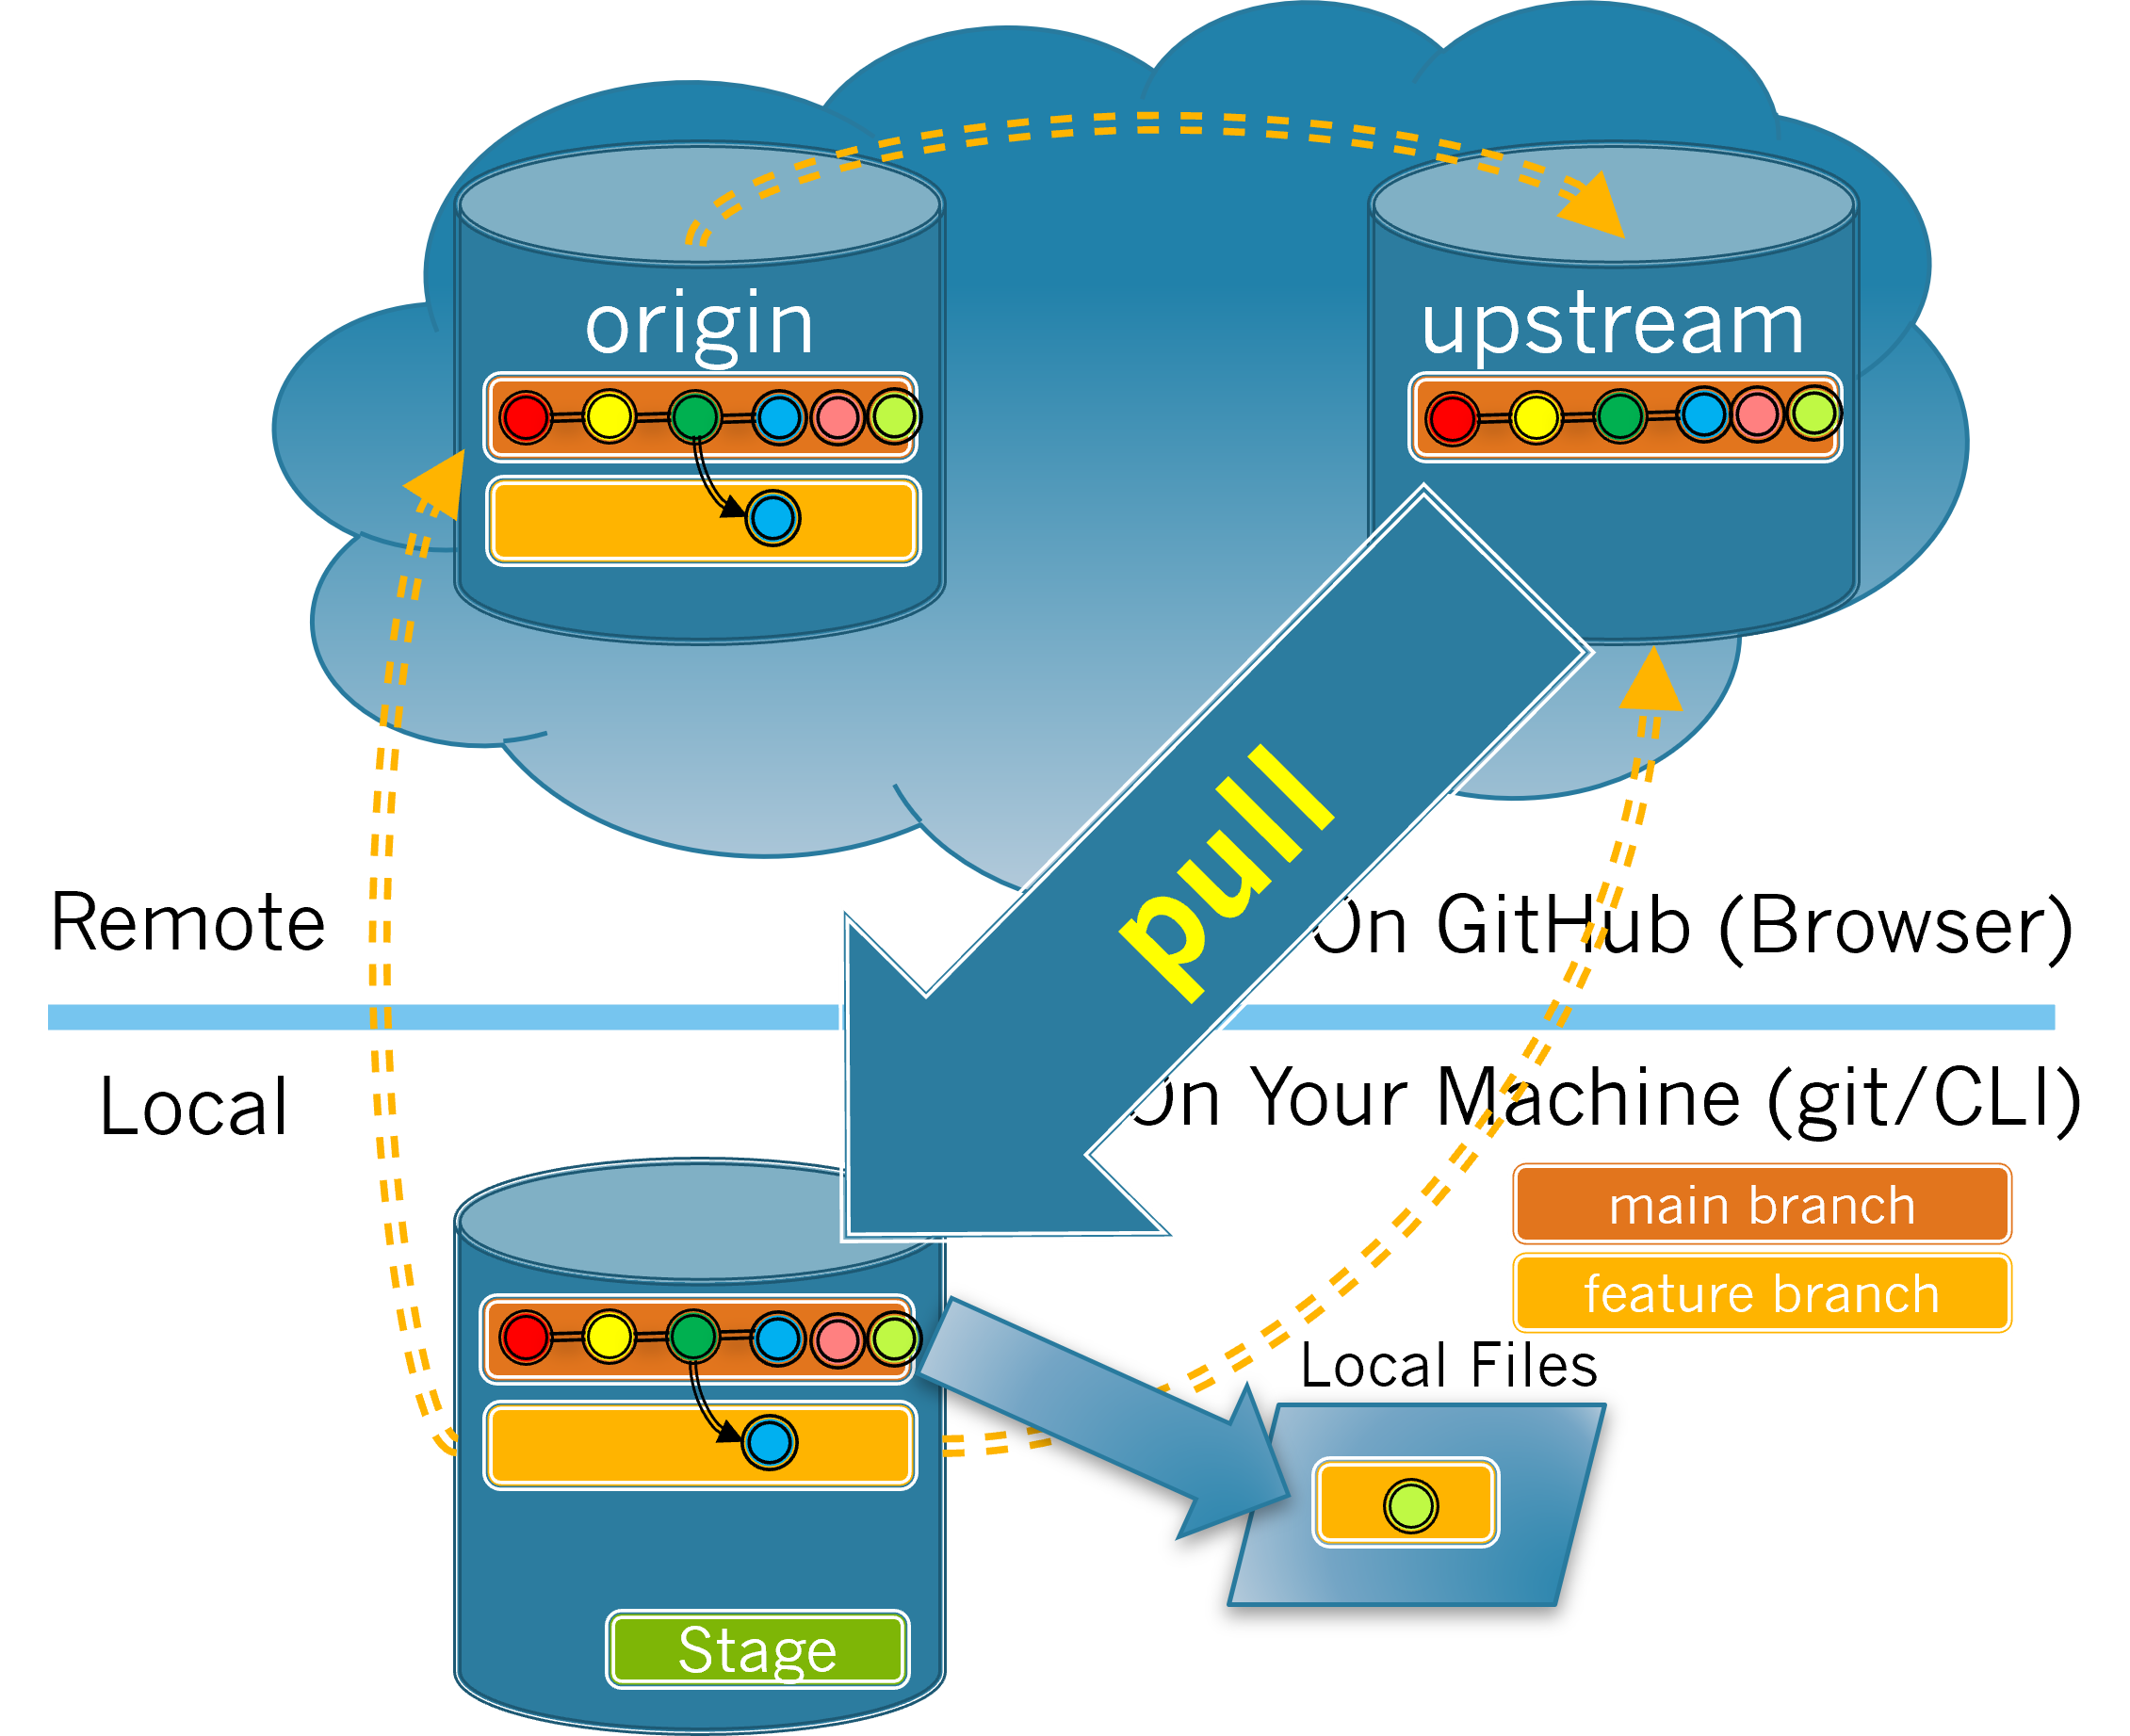 origin
upstream
pull
Remote
On GitHub (Browser)
Local
On Your Machine (git/CLI)
main branch
feature branch
Local Files
Stage